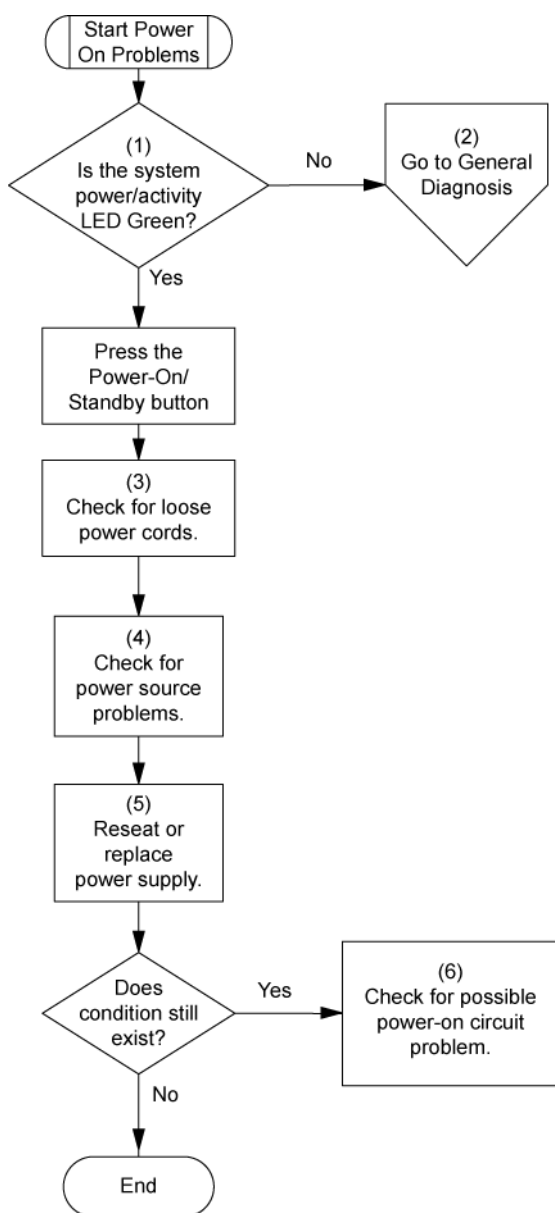 Start Power
On Problems
(1)
Is the system
power/activity
LED Green?
No
(2)
Go to General
Diagnosis
Yes
Press the
Power-On/
Standby button
(3)
Check for loose
power cords.
(4)
Check for
power source
problems.
(5)
Reseat or
replace
power supply.
Does
condition still
exist?
Yes
(6)
Check for possible
power-on circuit
problem.
No
End